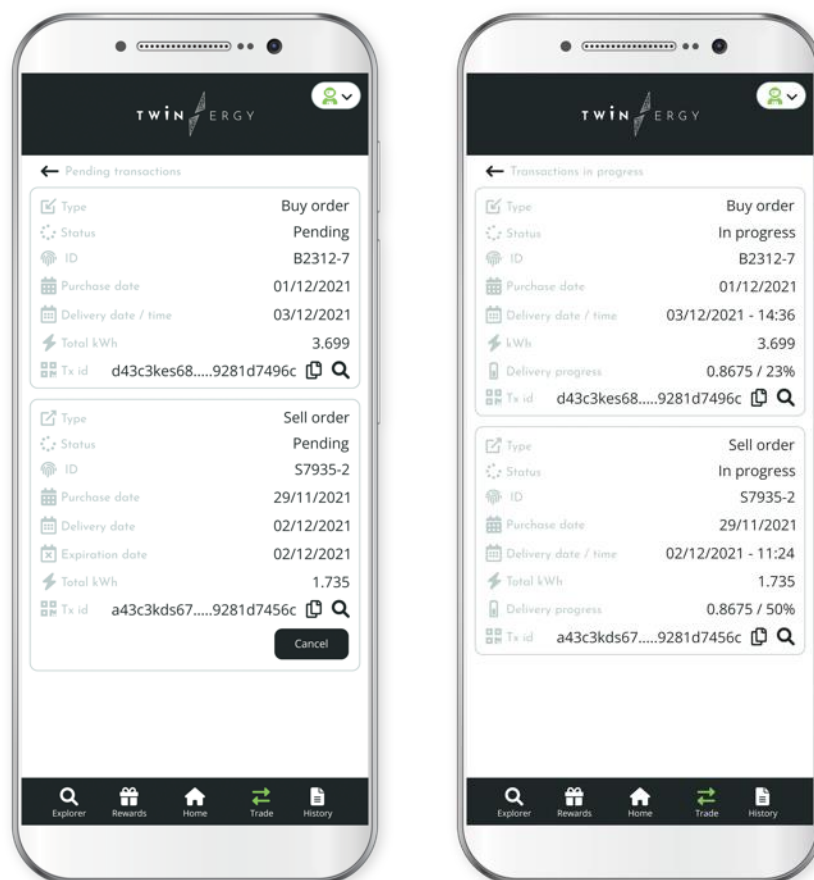 TWiN ERGY
Pending transactions
Type Buy order
Status Pending
ID B2312-7
Purchase date 01/12/2021
Delivery date / time 03/12/2021
Total kWh 3.699
Tx id d43c3kes68.....9281d7496c
Type Sell order
Status Pending
ID S7935-2
Purchase date 29/11/2021
Delivery date 02/12/2021
Expiration date 02/12/2021
Total kWh 1.735
Tx id a43c3kds67.....9281d7456c
Cancel
Explorer Rewards Home Trade History
TWiN ERGY
Transactions in progress
Type Buy order
Status In progress
ID B2312-7
Purchase date 01/12/2021
Delivery date / time 03/12/2021 - 14:36
kWh 3.699
Delivery progress 0.8675 / 23%
Tx id d43c3kes68.....9281d7496c
Type Sell order
Status In progress
ID S7935-2
Purchase date 29/11/2021
Delivery date / time 02/12/2021 - 11:24
Total kWh 1.735
Delivery progress 0.8675 / 50%
Tx id a43c3kds67.....9281d7456c
Explorer Rewards Home Trade History